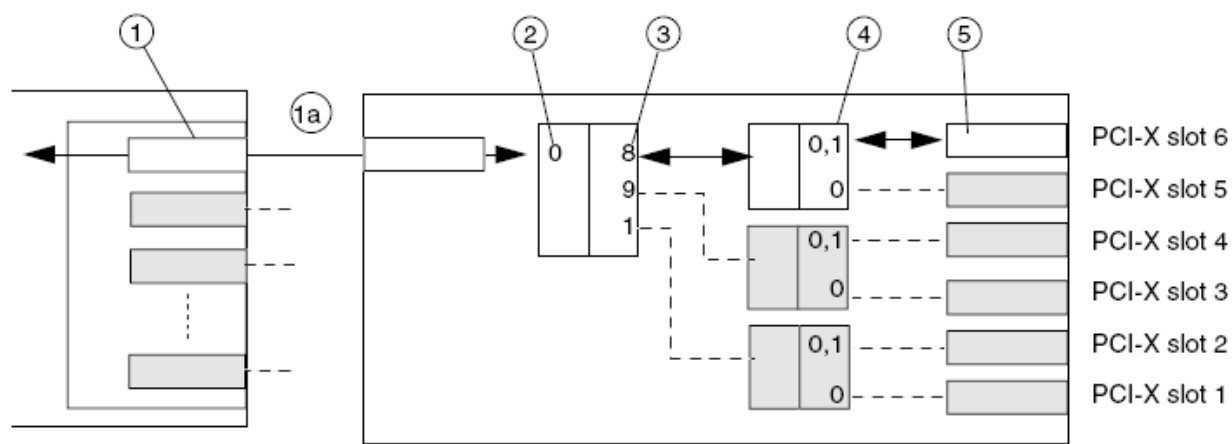 1 2 3 4 5
1a
0 8 0,1 PCI-X slot 6
9 0 PCI-X slot 5
1 0,1 PCI-X slot 4
0 PCI-X slot 3
0,1 PCI-X slot 2
0 PCI-X slot 1